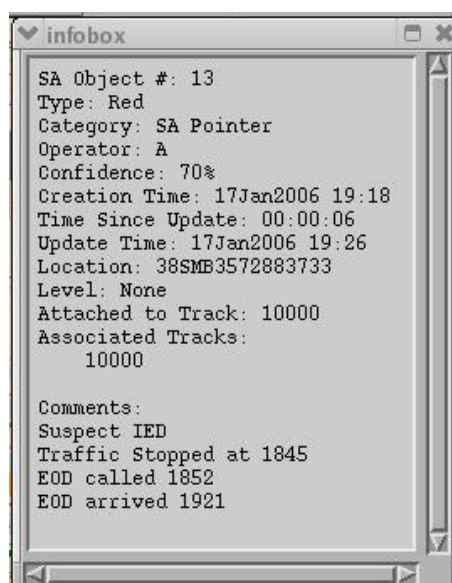 infobox
SA Object #: 13
Type: Red
Category: SA Pointer
Operator: A
Confidence: 70%
Creation Time: 17Jan2006 19:18
Time Since Update: 00:00:06
Update Time: 17Jan2006 19:26
Location: 38SMB3572883733
Level: None
Attached to Track: 10000
Associated Tracks:
10000
Comments:
Suspect IED
Traffic Stopped at 1845
EOD called 1852
EOD arrived 1921